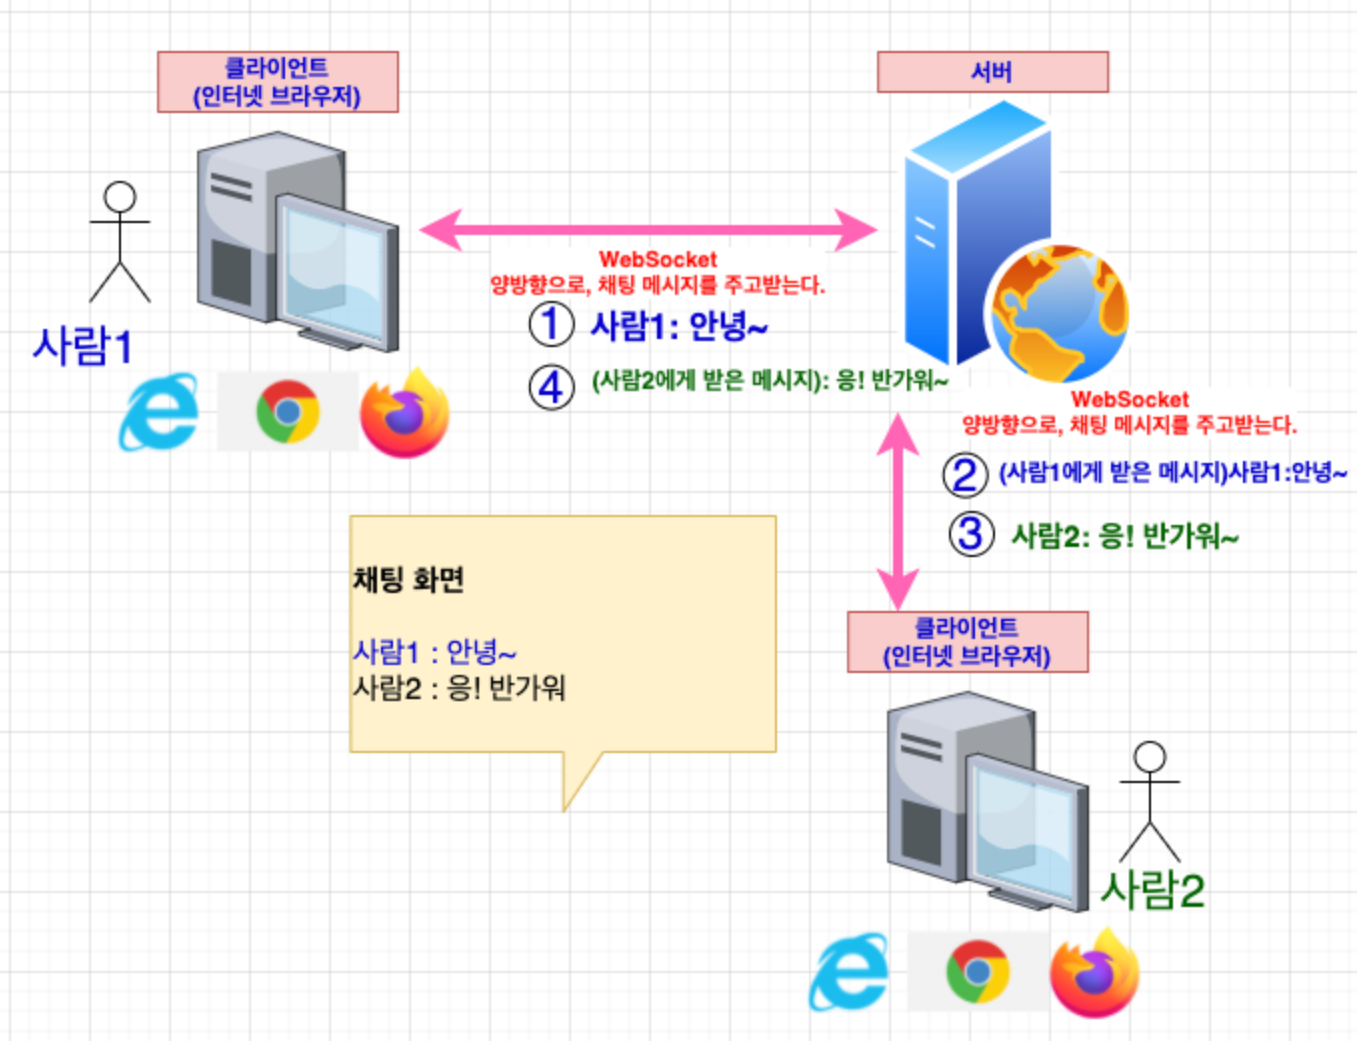 클라이언트
(인터넷 브라우저)
서버
사람1
WebSocket
양방향으로, 채팅 메시지를 주고받는다.
① 사람1: 안녕~
④ (사람2에게 받은 메시지): 응! 반가워~
WebSocket
양방향으로, 채팅 메시지를 주고받는다.
② (사람1에게 받은 메시지)사람1:안녕~
③ 사람2: 응! 반가워~
채팅 화면
사람1 : 안녕~
사람2 : 응! 반가워
클라이언트
(인터넷 브라우저)
사람2